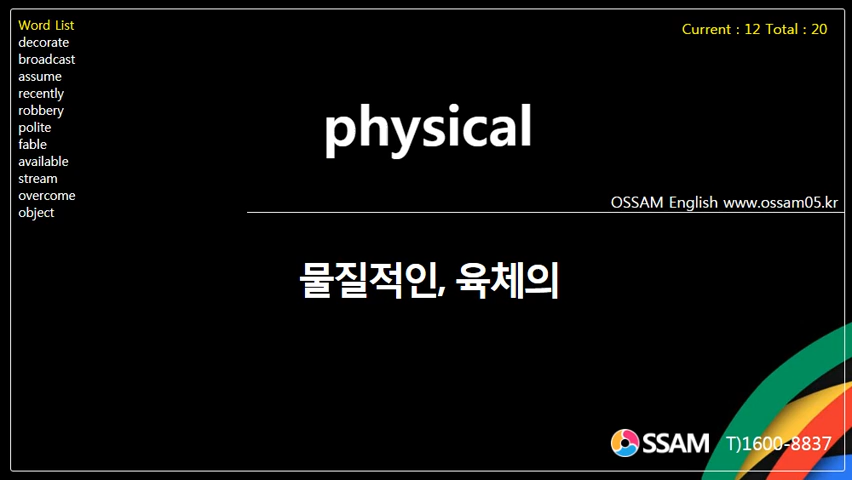 Word List
decorate
broadcast
assume
recently
robbery
polite
fable
available
stream
overcome
object
Current : 12 Total : 20
physical
OSSAM English www.ossam05.kr
물질적인, 육체의
OSSAM T)1600-8837